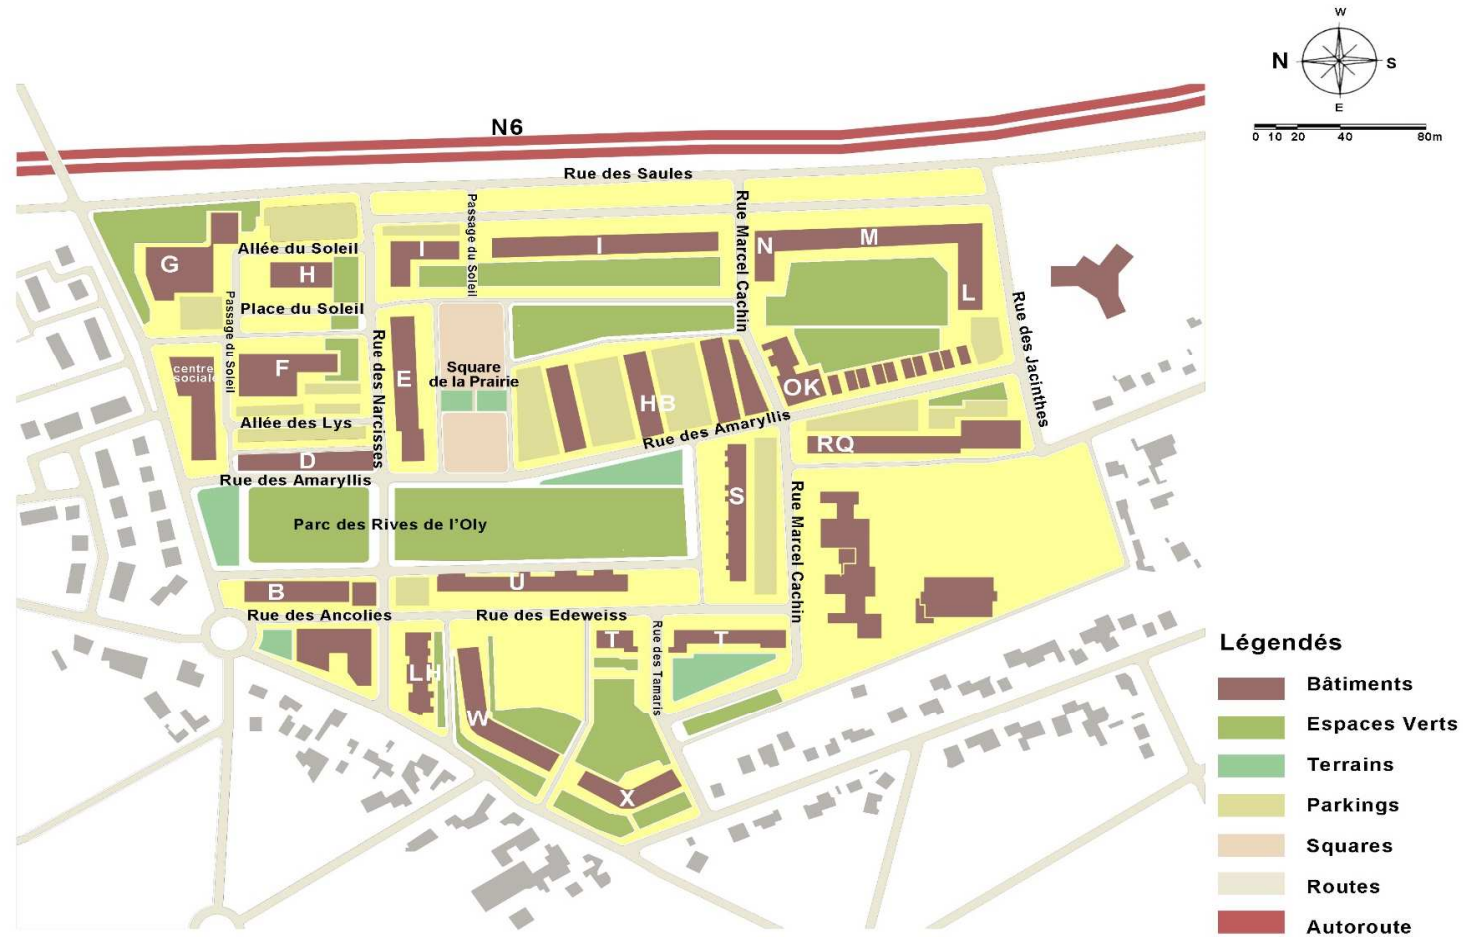 W
N
S
E
0 10 20 40 80m
N6
Rue des Saules
Passage du Soleil
Rue Marcel Cachin
Allée du Soleil
G
H
I
I
N
M
L
Place du Soleil
Passage du Soleil
Rue des Narcisses
Rue des Jacinthes
centre
sociale
F
E
Square
de la Prairie
HB
OK
Allée des Lys
Rue des Amaryllis
RQ
D
Rue des Amaryllis
S
Rue Marcel Cachin
Parc des Rives de l'Oly
B
U
Rue des Ancolies
Rue des Edeweiss
T
Rue des Tamaris
T
LH
W
X
Légendés
Bâtiments
Espaces Verts
Terrains
Parkings
Squares
Routes
Autoroute